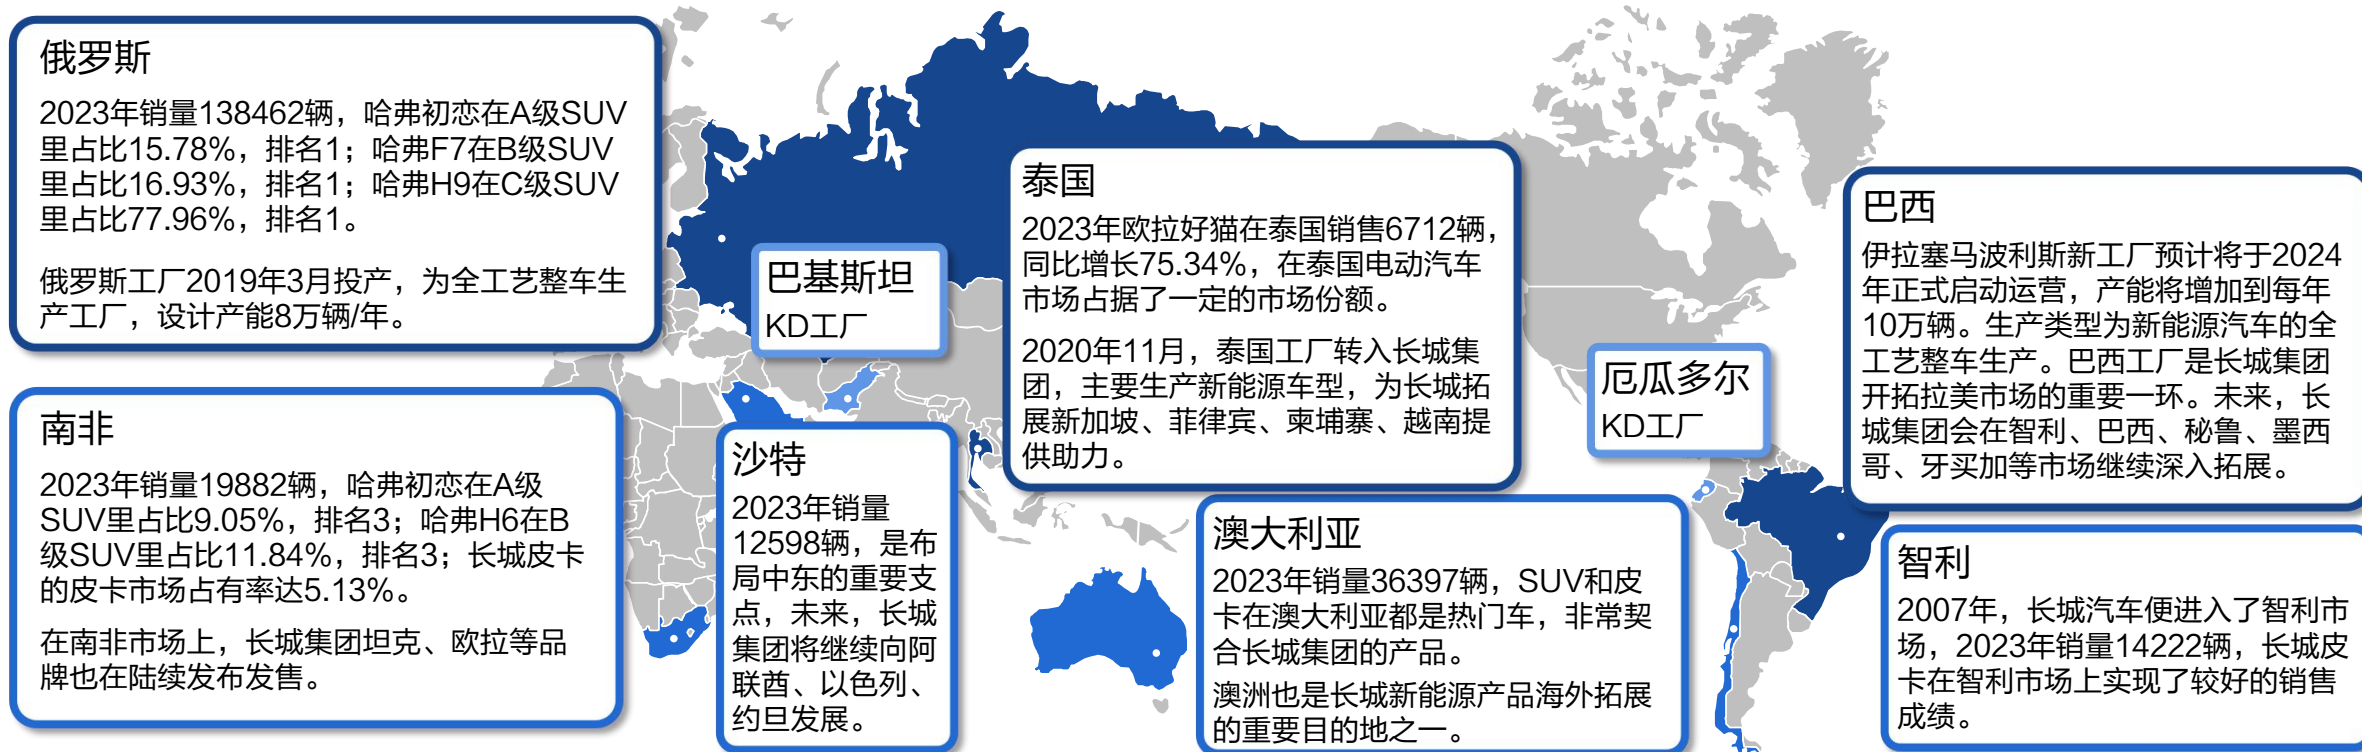 俄罗斯
2023年销量138462辆，哈弗初恋在A级SUV
里占比15.78%，排名1；哈弗F7在B级SUV
里占比16.93%，排名1；哈弗H9在C级SUV
里占比77.96%，排名1。
俄罗斯工厂2019年3月投产，为全工艺整车生
产工厂，设计产能8万辆/年。
南非
2023年销量19882辆，哈弗初恋在A级
SUV里占比9.05%，排名3；哈弗H6在B
级SUV里占比11.84%，排名3；长城皮卡
的皮卡市场占有率达5.13%。
在南非市场上，长城集团坦克、欧拉等品
牌也在陆续发布发售。
巴基斯坦
KD工厂
沙特
2023年销量
12598辆，是布
局中东的重要支
点，未来，长城
集团将继续向阿
联酋、以色列、
约旦发展。
泰国
2023年欧拉好猫在泰国销售6712辆，
同比增长75.34%，在泰国电动汽车
市场占据了一定的市场份额。
2020年11月，泰国工厂转入长城集
团，主要生产新能源车型，为长城拓
展新加坡、菲律宾、柬埔寨、越南提
供助力。
澳大利亚
2023年销量36397辆，SUV和皮
卡在澳大利亚都是热门车，非常契
合长城集团的产品。
澳洲也是长城新能源产品海外拓展
的重要目的地之一。
厄瓜多尔
KD工厂
巴西
伊拉塞马波利斯新工厂预计将于2024
年正式启动运营，产能将增加到每年
10万辆。生产类型为新能源汽车的全
工艺整车生产。巴西工厂是长城集团
开拓拉美市场的重要一环。未来，长
城集团会在智利、巴西、秘鲁、墨西
哥、牙买加等市场继续深入拓展。
智利
2007年，长城汽车便进入了智利市
场，2023年销量14222辆，长城皮
卡在智利市场上实现了较好的销售
成绩。